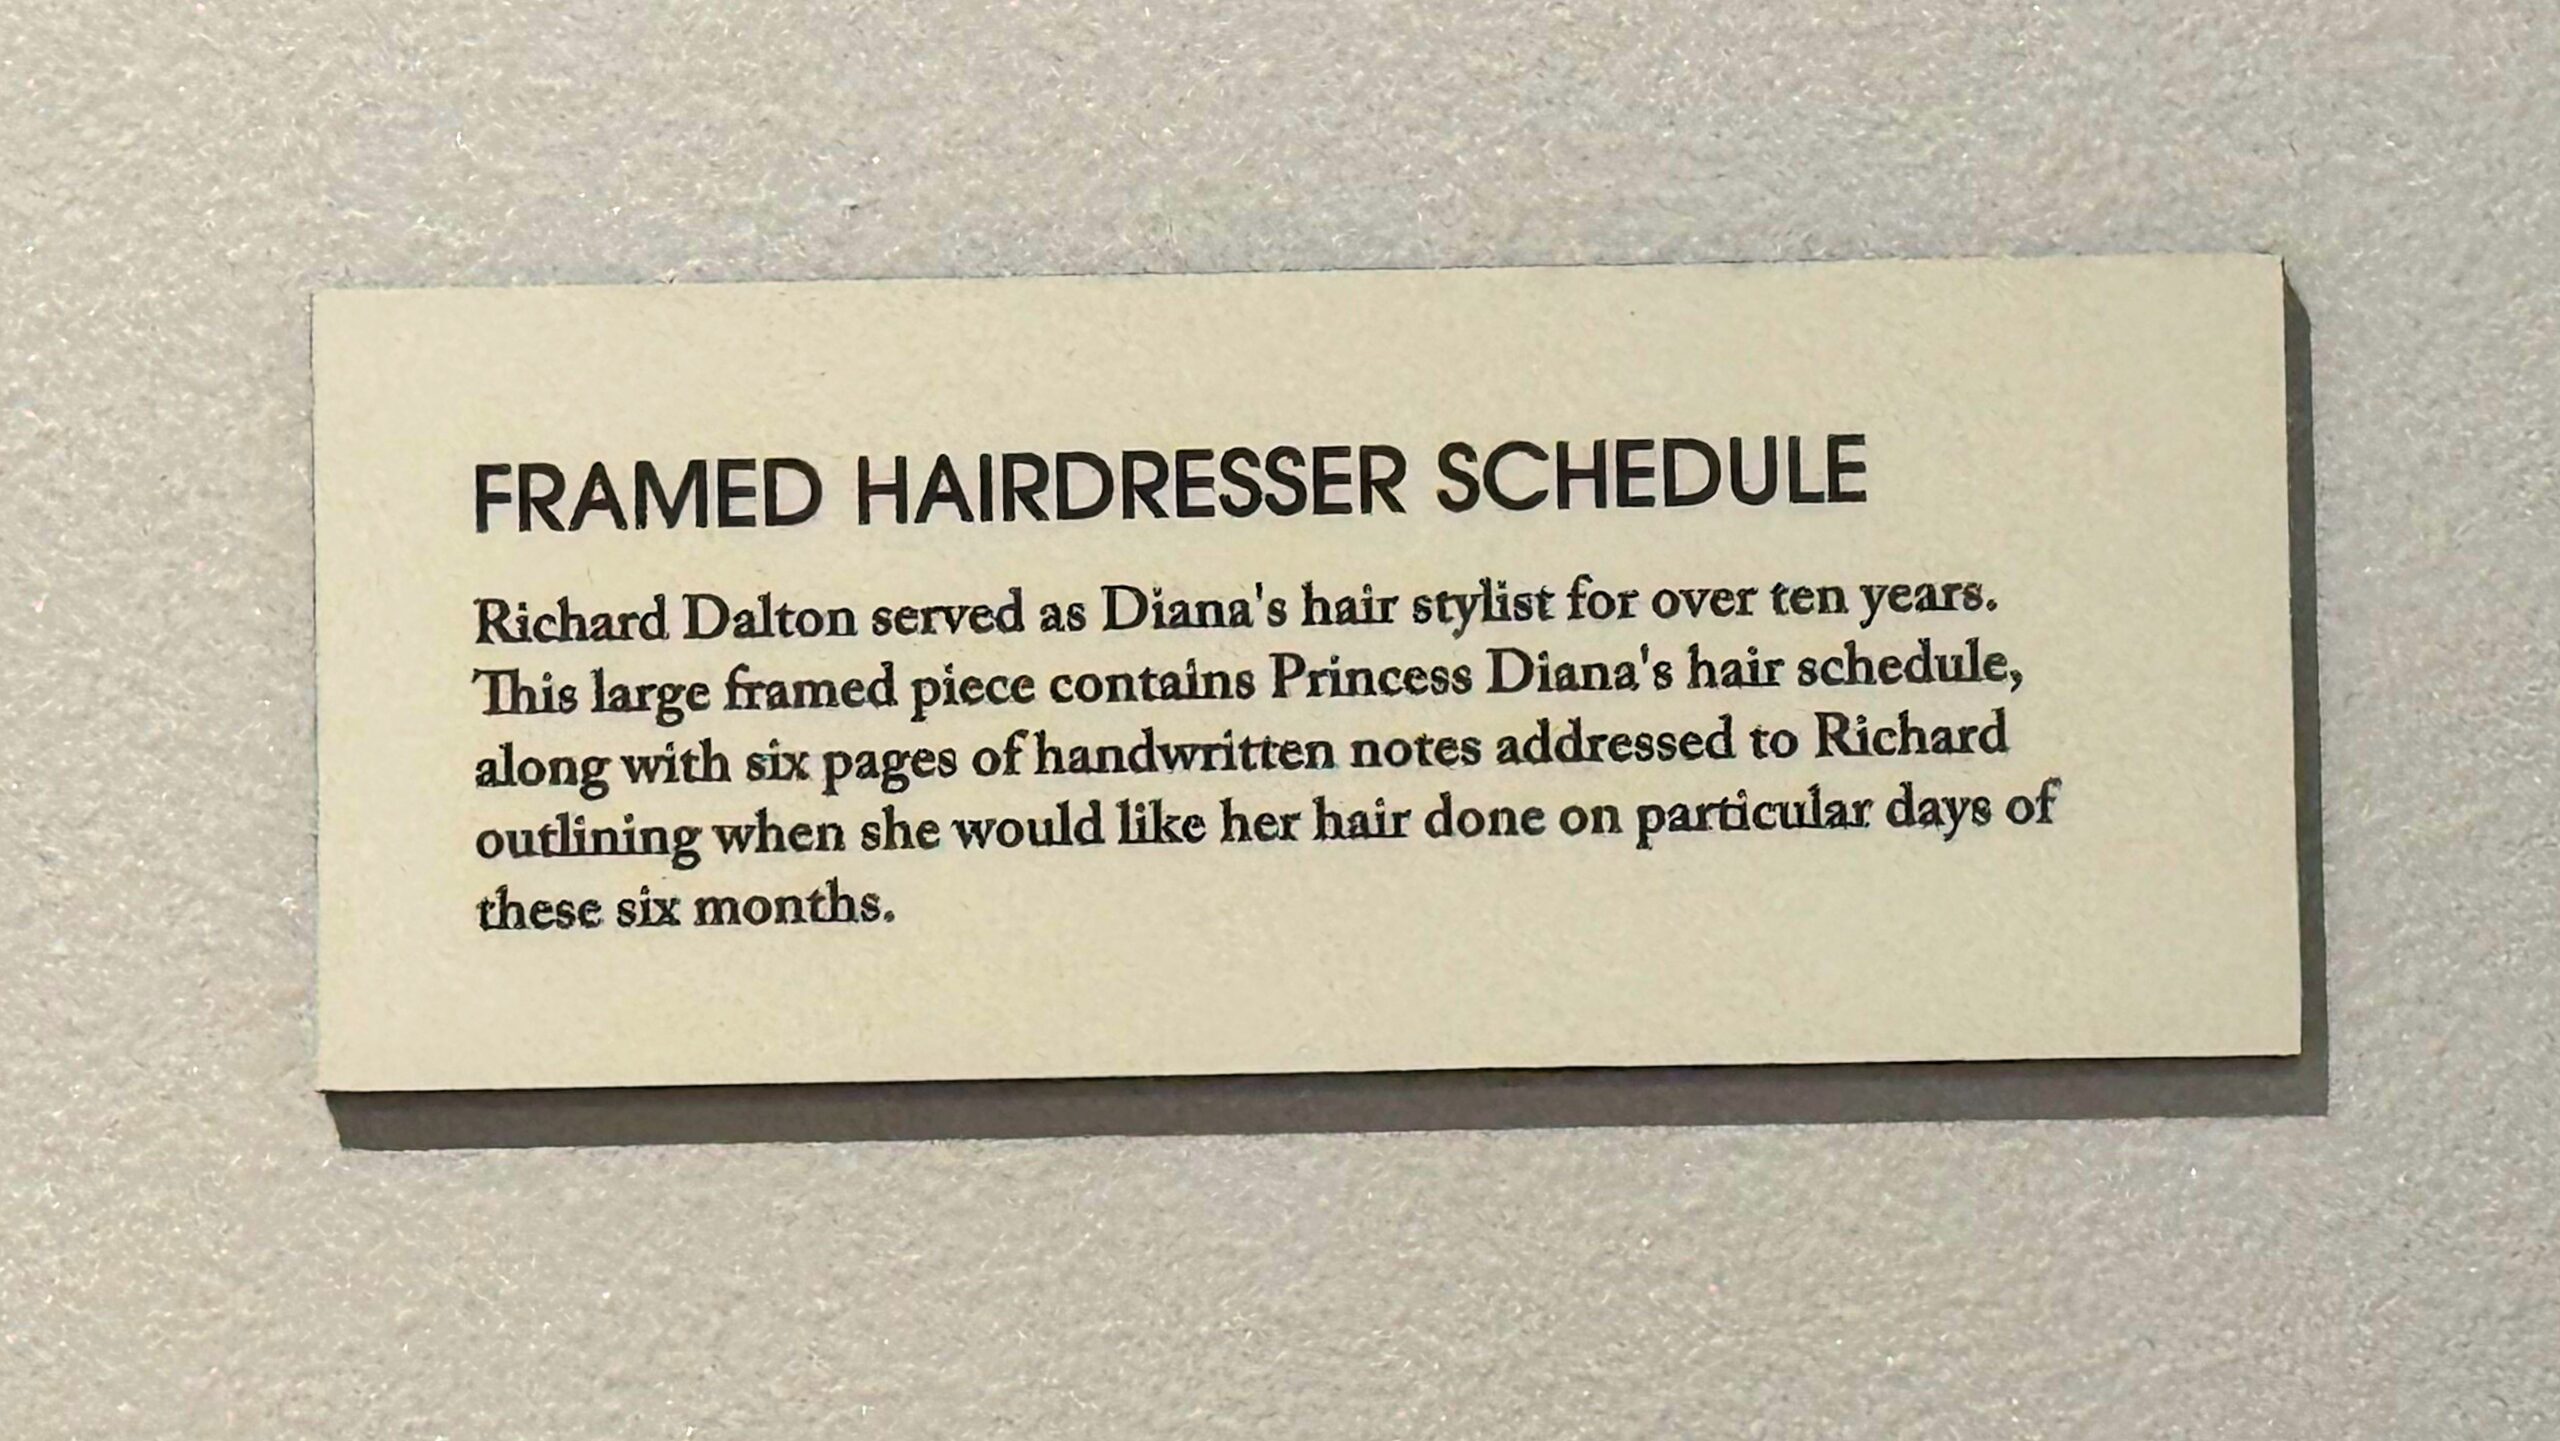 FRAMED HAIRDRESSER SCHEDULE
Richard Dalton served as Diana's hair stylist for over ten years.
This large framed piece contains Princess Diana's hair schedule,
along with six pages of handwritten notes addressed to Richard
outlining when she would like her hair done on particular days of
these six months.